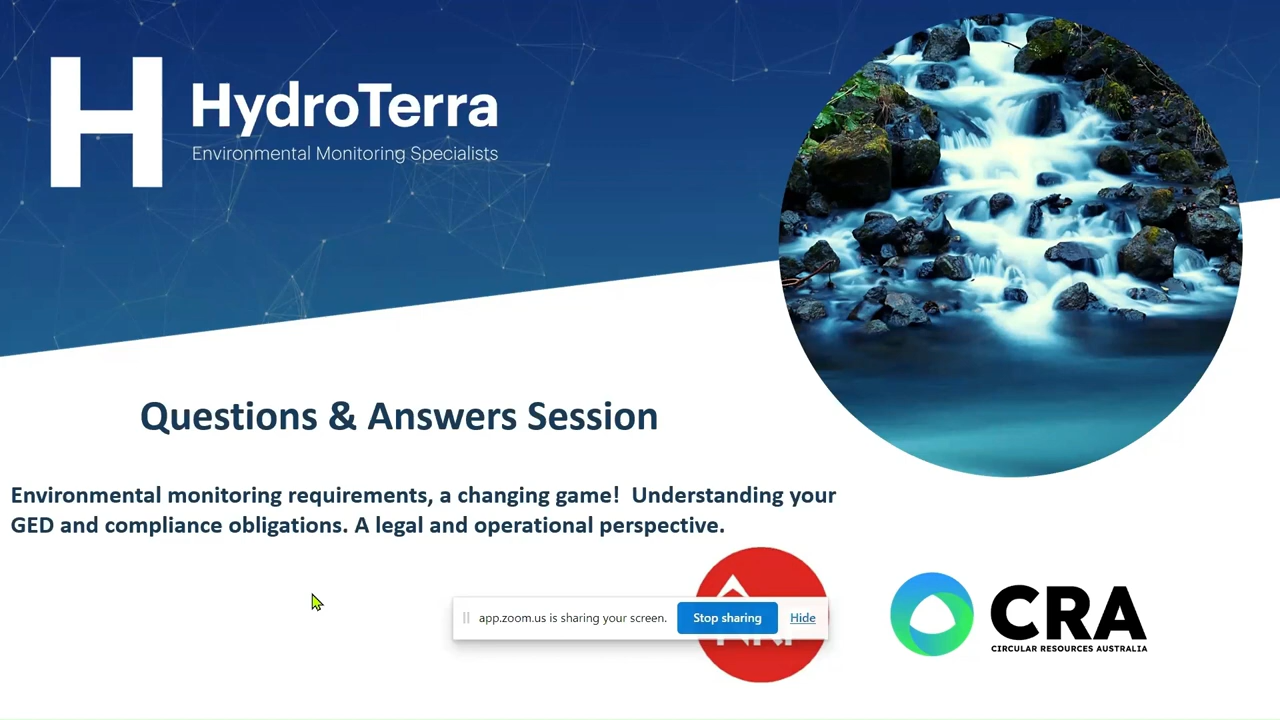 H HydroTerra
Environmental Monitoring Specialists
Questions & Answers Session
Environmental monitoring requirements, a changing game! Understanding your
GED and compliance obligations. A legal and operational perspective.
app.zoom.us is sharing your screen. Stop sharing Hide
CRA
CIRCULAR RESOURCES AUSTRALIA